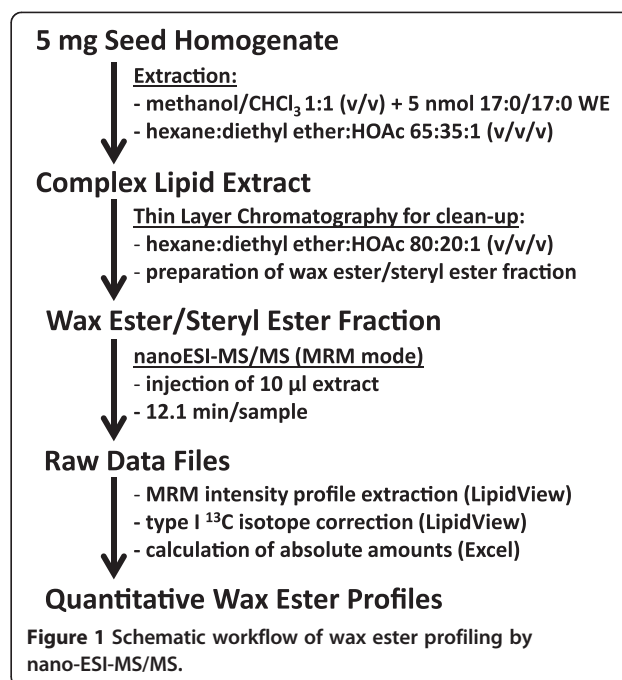 5 mg Seed Homogenate
Extraction:
- methanol/CHCl₃ 1:1 (v/v) + 5 nmol 17:0/17:0 WE
- hexane:diethyl ether:HOAc 65:35:1 (v/v/v)
Complex Lipid Extract
Thin Layer Chromatography for clean-up:
- hexane:diethyl ether:HOAc 80:20:1 (v/v/v)
- preparation of wax ester/steryl ester fraction
Wax Ester/Steryl Ester Fraction
nanoESI-MS/MS (MRM mode)
- injection of 10 µl extract
- 12.1 min/sample
Raw Data Files
- MRM intensity profile extraction (LipidView)
- type I ¹³C isotope correction (LipidView)
- calculation of absolute amounts (Excel)
Quantitative Wax Ester Profiles
Figure 1 Schematic workflow of wax ester profiling by
nano-ESI-MS/MS.